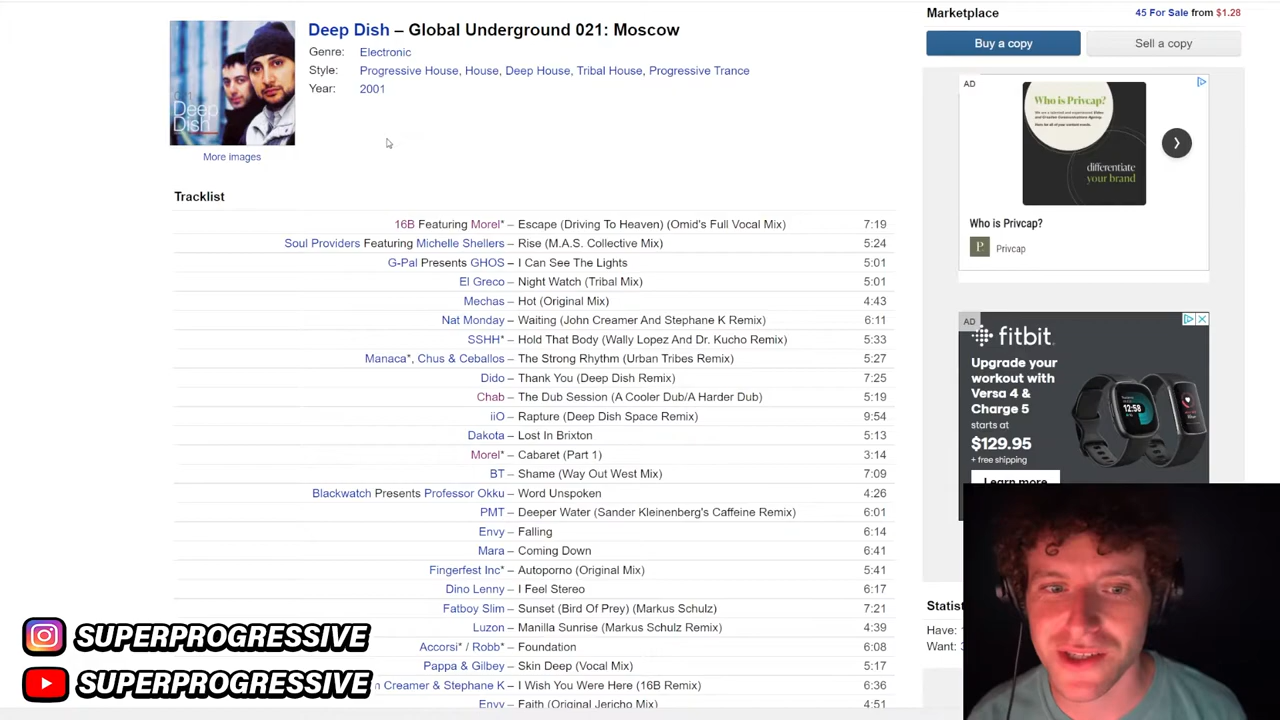 Deep Dish – Global Underground 021: Moscow
Genre: Electronic
Style: Progressive House, House, Deep House, Tribal House, Progressive Trance
Year: 2001
Deep Dish
More images
Tracklist
16B Featuring Morel* – Escape (Driving To Heaven) (Omid's Full Vocal Mix) 7:19
Soul Providers Featuring Michelle Shellers – Rise (M.A.S. Collective Mix) 5:24
G-Pal Presents GHOS – I Can See The Lights 5:01
El Greco – Night Watch (Tribal Mix) 5:01
Mechas – Hot (Original Mix) 4:43
Nat Monday – Waiting (John Creamer And Stephane K Remix) 6:11
SSHH* – Hold That Body (Wally Lopez And Dr. Kucho Remix) 5:33
Manaca*, Chus & Ceballos – The Strong Rhythm (Urban Tribes Remix) 5:27
Dido – Thank You (Deep Dish Remix) 7:25
Chab – The Dub Session (A Cooler Dub/A Harder Dub) 5:19
iiO – Rapture (Deep Dish Space Remix) 9:54
Dakota – Lost In Brixton 5:13
Morel* – Cabaret (Part 1) 3:14
BT – Shame (Way Out West Mix) 7:09
Blackwatch Presents Professor Okku – Word Unspoken 4:26
PMT – Deeper Water (Sander Kleinenberg's Caffeine Remix) 6:01
Envy – Falling 6:14
Mara – Coming Down 6:41
Fingerfest Inc* – Autoporno (Original Mix) 5:41
Dino Lenny – I Feel Stereo 6:17
Fatboy Slim – Sunset (Bird Of Prey) (Markus Schulz) 7:21
Luzon – Manilla Sunrise (Markus Schulz Remix) 4:39
Accorsi* / Robb* – Foundation 6:08
Pappa & Gilbey – Skin Deep (Vocal Mix) 5:17
n Creamer & Stephane K – I Wish You Were Here (16B Remix) 6:36
Envy – Faith (Original Jericho Mix) 4:51
SUPERPROGRESSIVE
SUPERPROGRESSIVE
Marketplace 45 For Sale from $1.28
Buy a copy Sell a copy
AD
Who is Privcap?
differentiate
your brand
Who is Privcap?
P Privcap
AD
fitbit
Upgrade your
workout with
Versa 4 &
Charge 5
12:58
starts at
$129.95
+ free shipping
Learn more
Statis
Have:
Want: